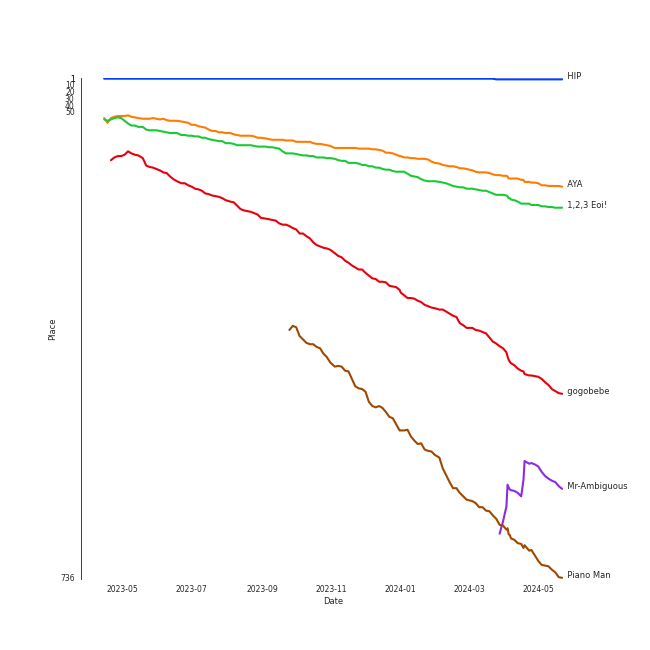 1
10
20
30
40
50
736
Place
HIP
AYA
1,2,3 Eoi!
gogobebe
Mr-Ambiguous
Piano Man
2023-05
2023-07
2023-09
2023-11
2024-01
2024-03
2024-05
Date